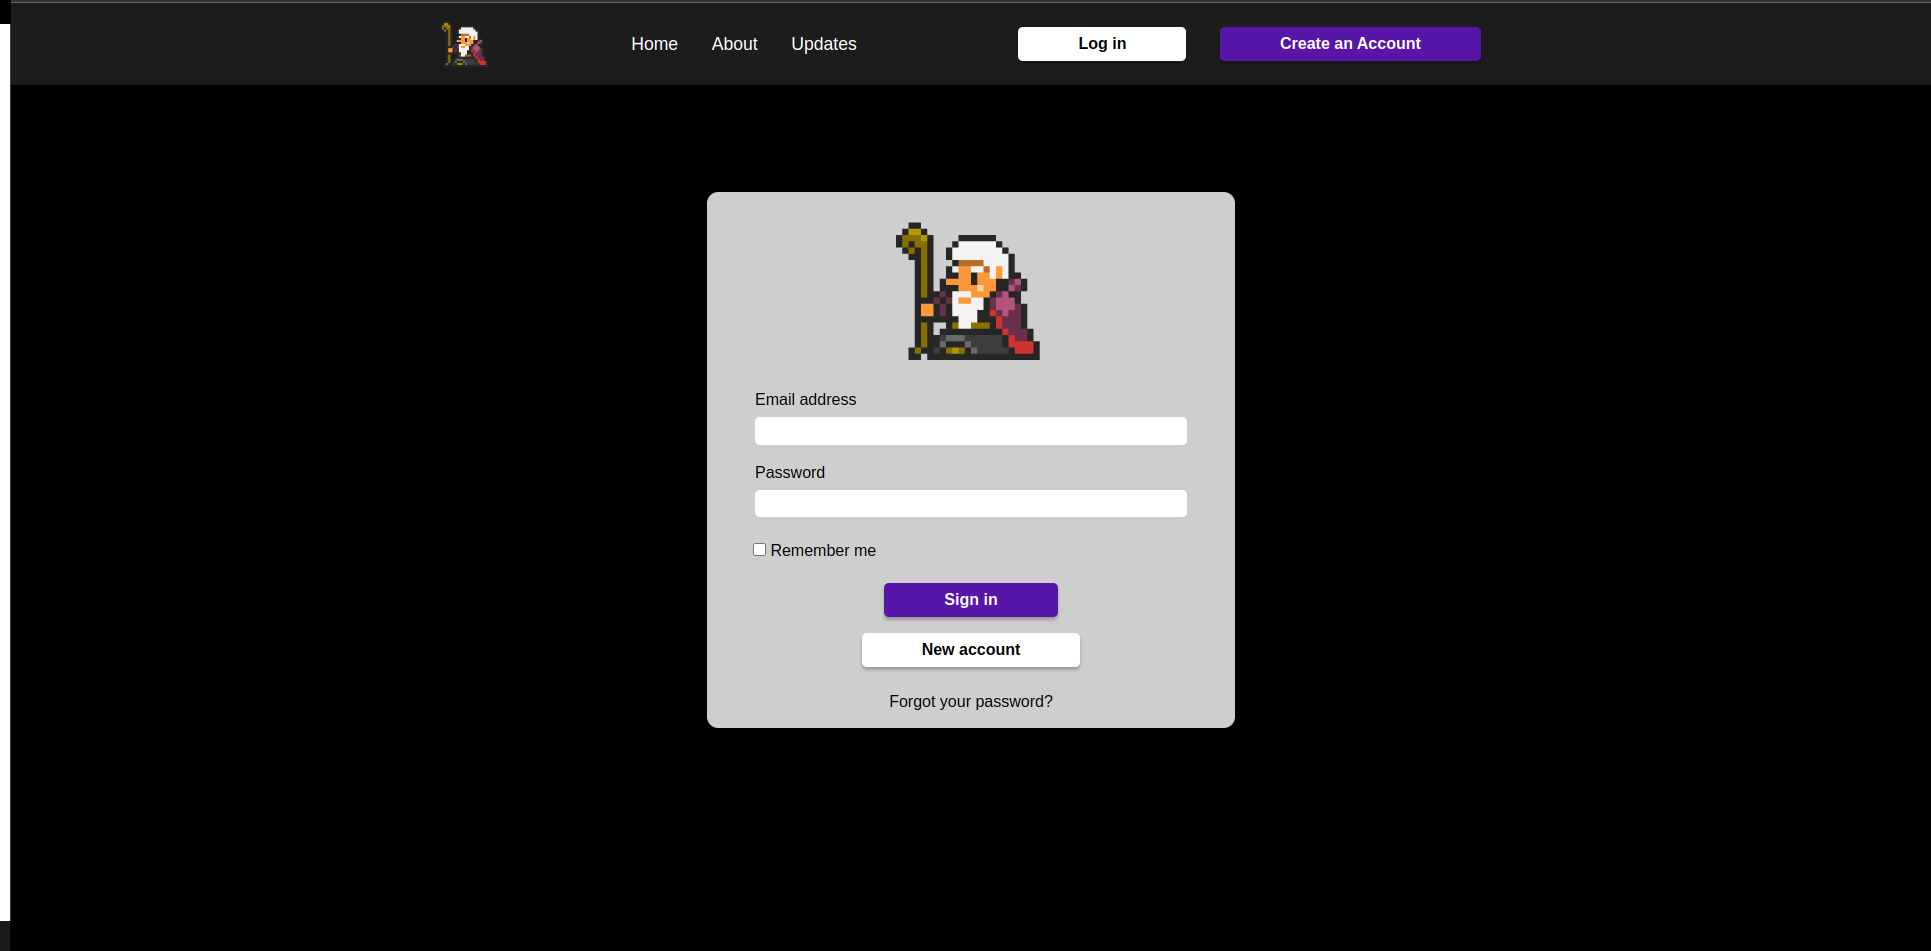 Home About Updates Log in Create an Account
Email address
Password
Remember me
Sign in
New account
Forgot your password?